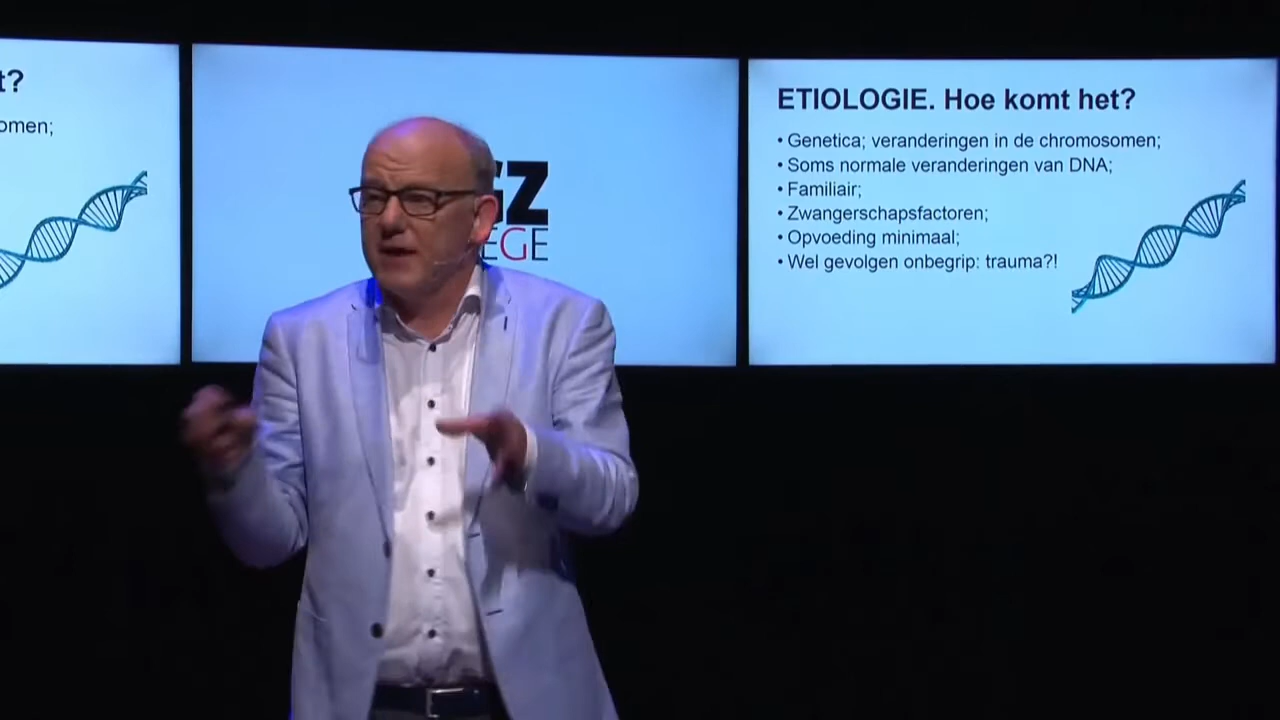 t?
omen;
GZ
EGE
ETIOLOGIE. Hoe komt het?
• Genetica; veranderingen in de chromosomen;
• Soms normale veranderingen van DNA;
• Familiair;
• Zwangerschapsfactoren;
• Opvoeding minimaal;
• Wel gevolgen onbegrip: trauma?!